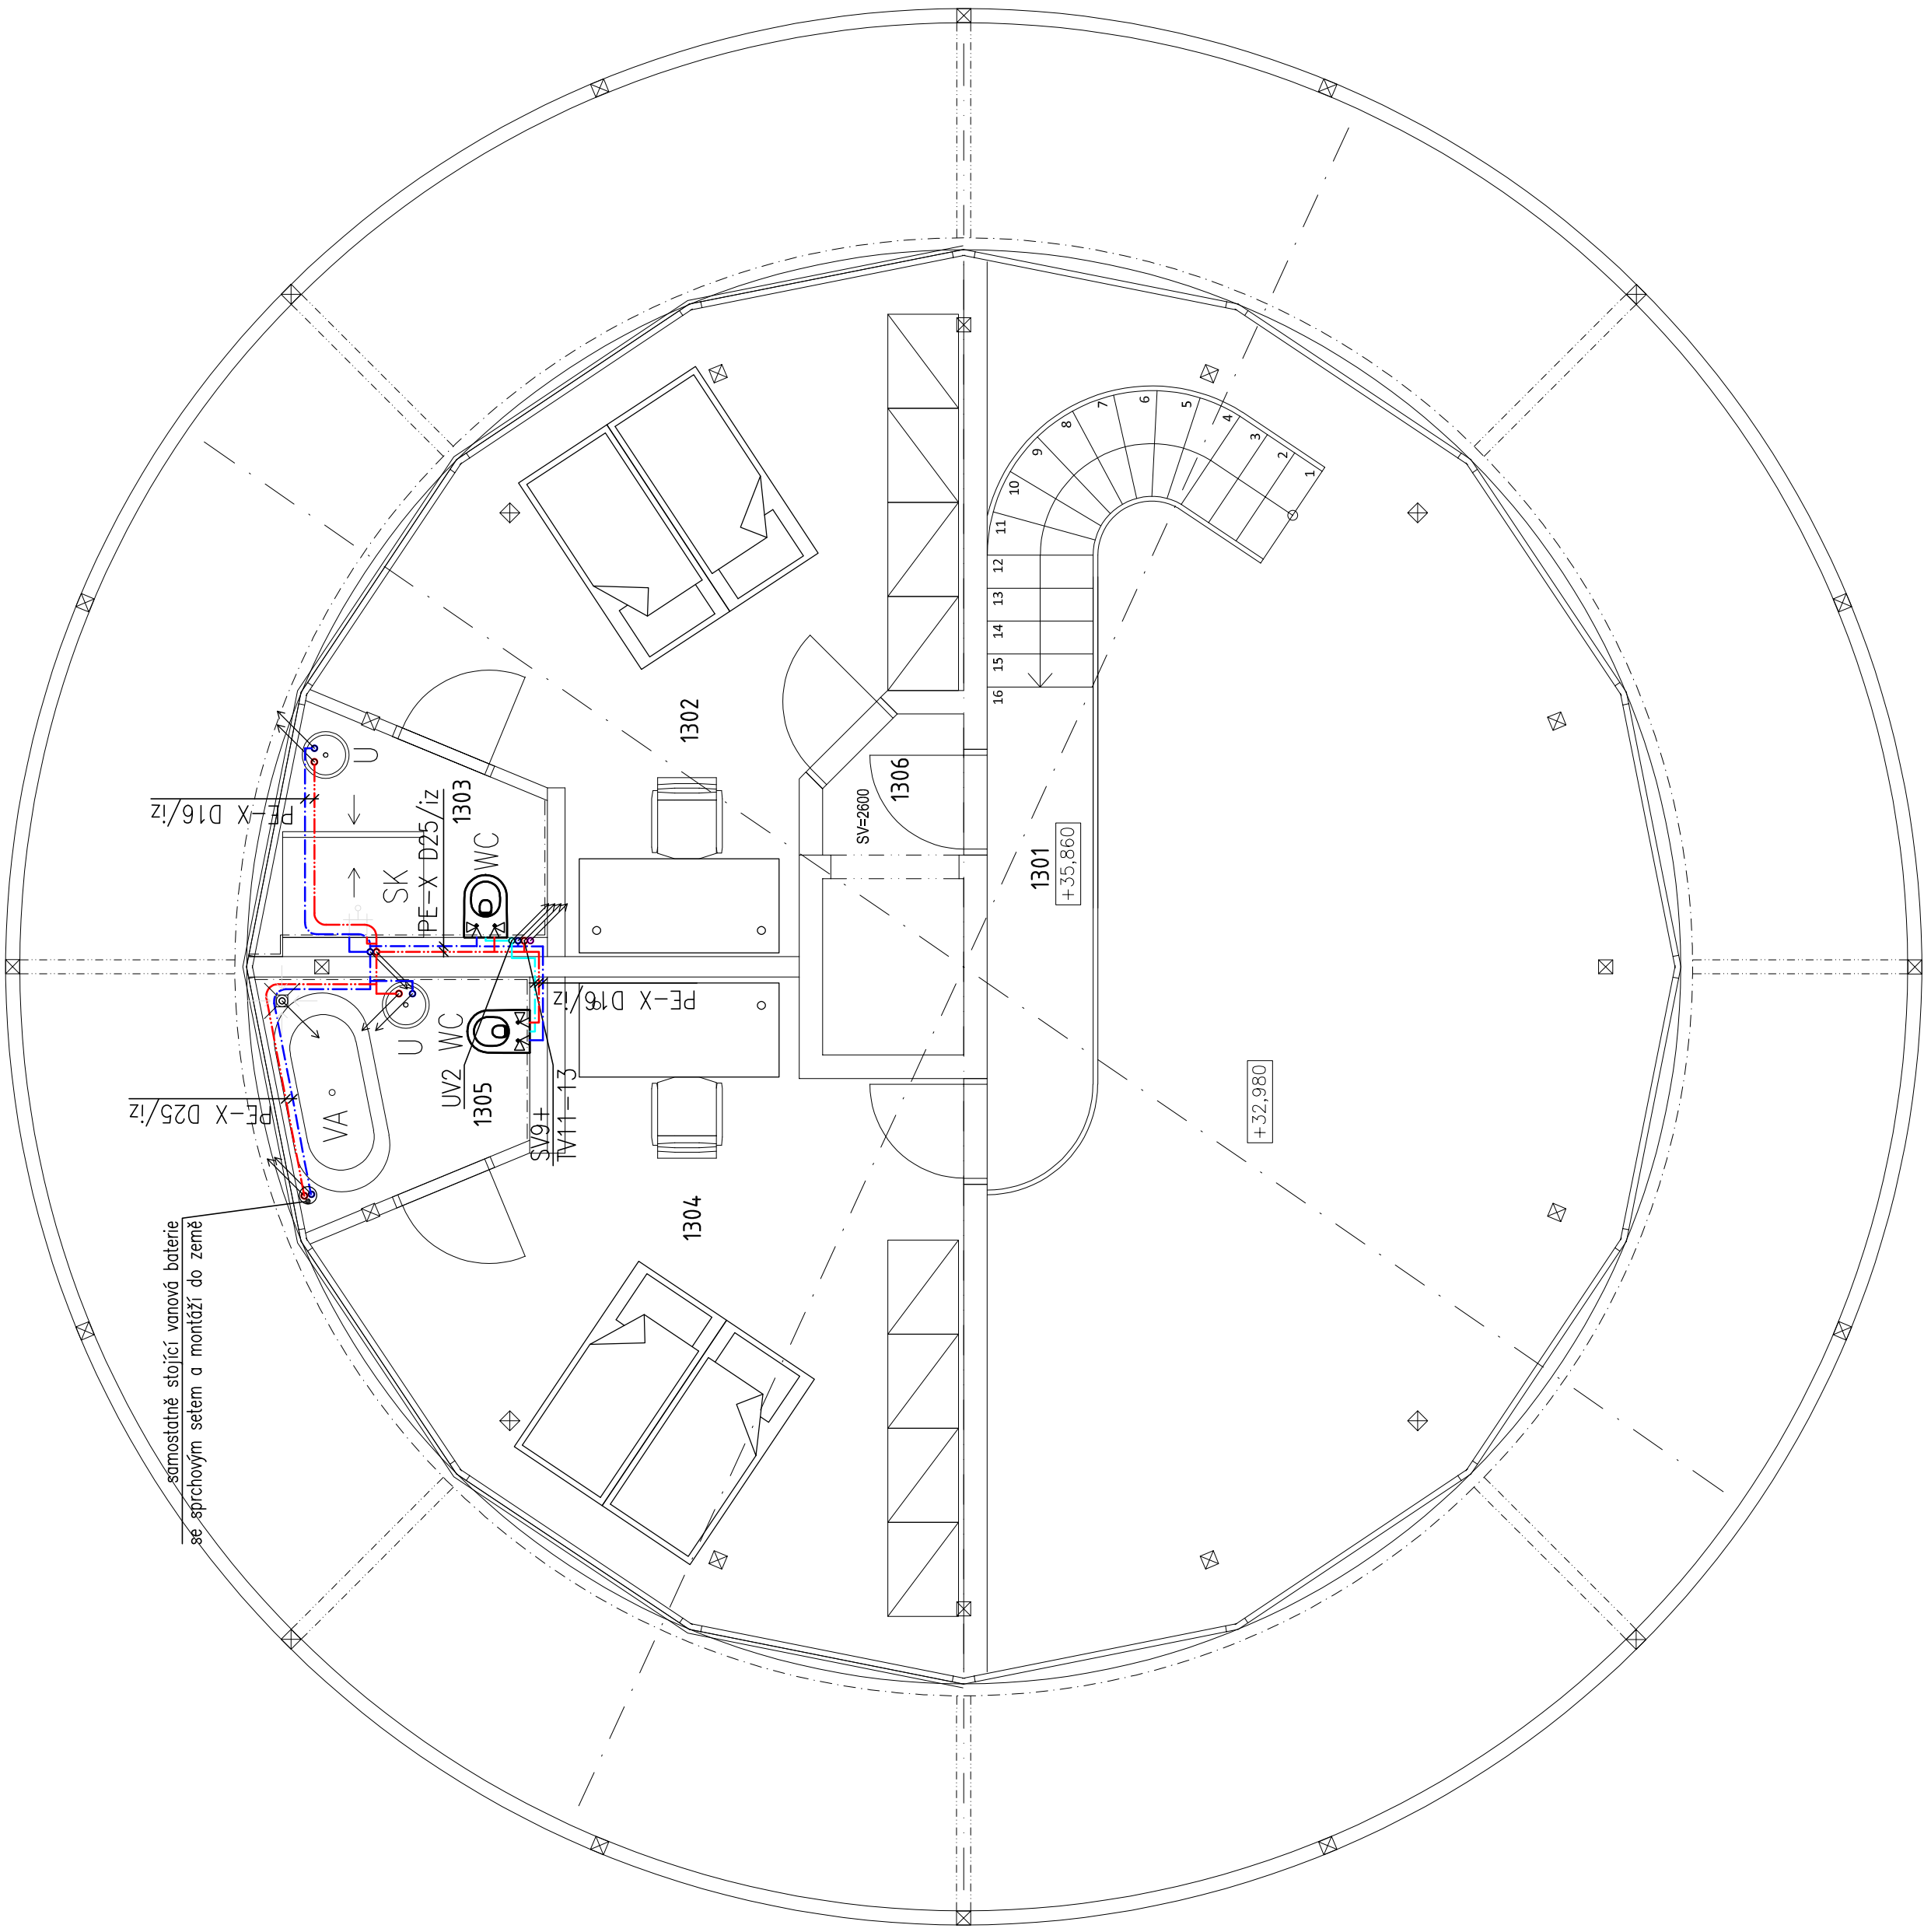 PE-X D16/iz
U
PE-X D25/iz
1303
SK
WC
1302
SV=2600
1306
1301
+35,860
1
2
3
4
5
6
7
8
9
10
11
12
13
14
15
16
PE-X D16/iz
WC
U
UV2
1305
SV9+
TV11-13
VA
PE-X D25/iz
samostatně stojící vanová baterie
se sprchovým setem a montáží do země
1304
+32,980